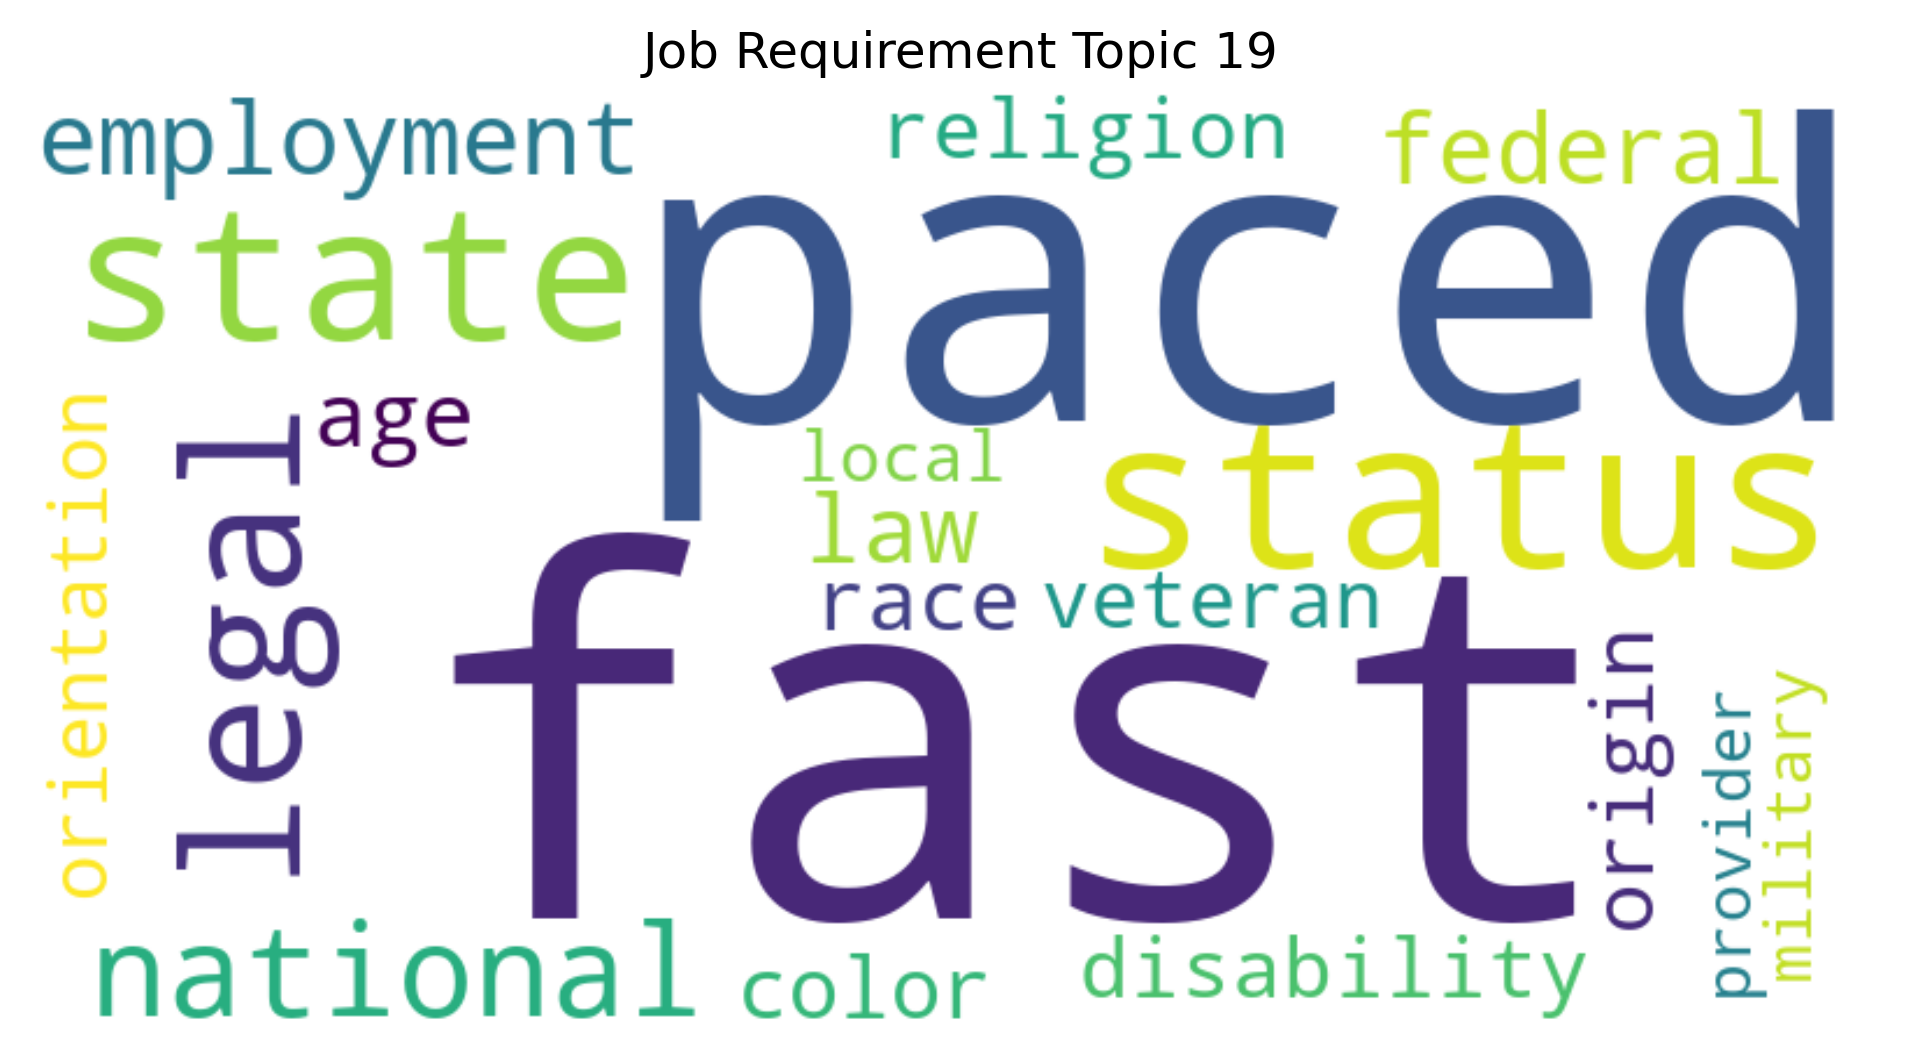 Job Requirement Topic 19
employment
religion
federal
state
paced
age
local
status
orientation
legal
law
race
veteran
fast
origin
provider
military
national
color
disability